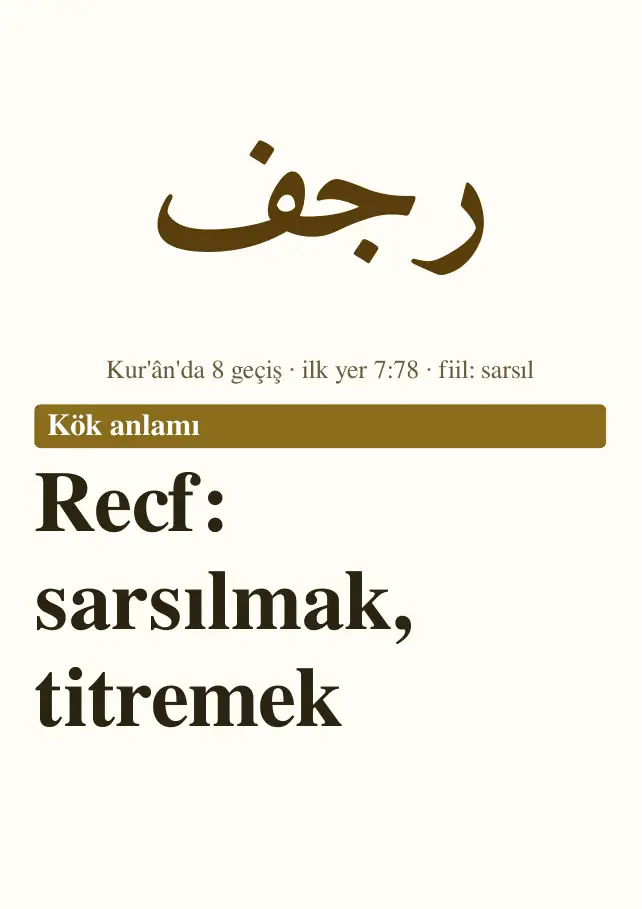 رجف
Kur'ân'da 8 geçiş · ilk yer 7:78 · fiil: sarsıl
Kök anlamı
Recf:
sarsılmak,
titremek